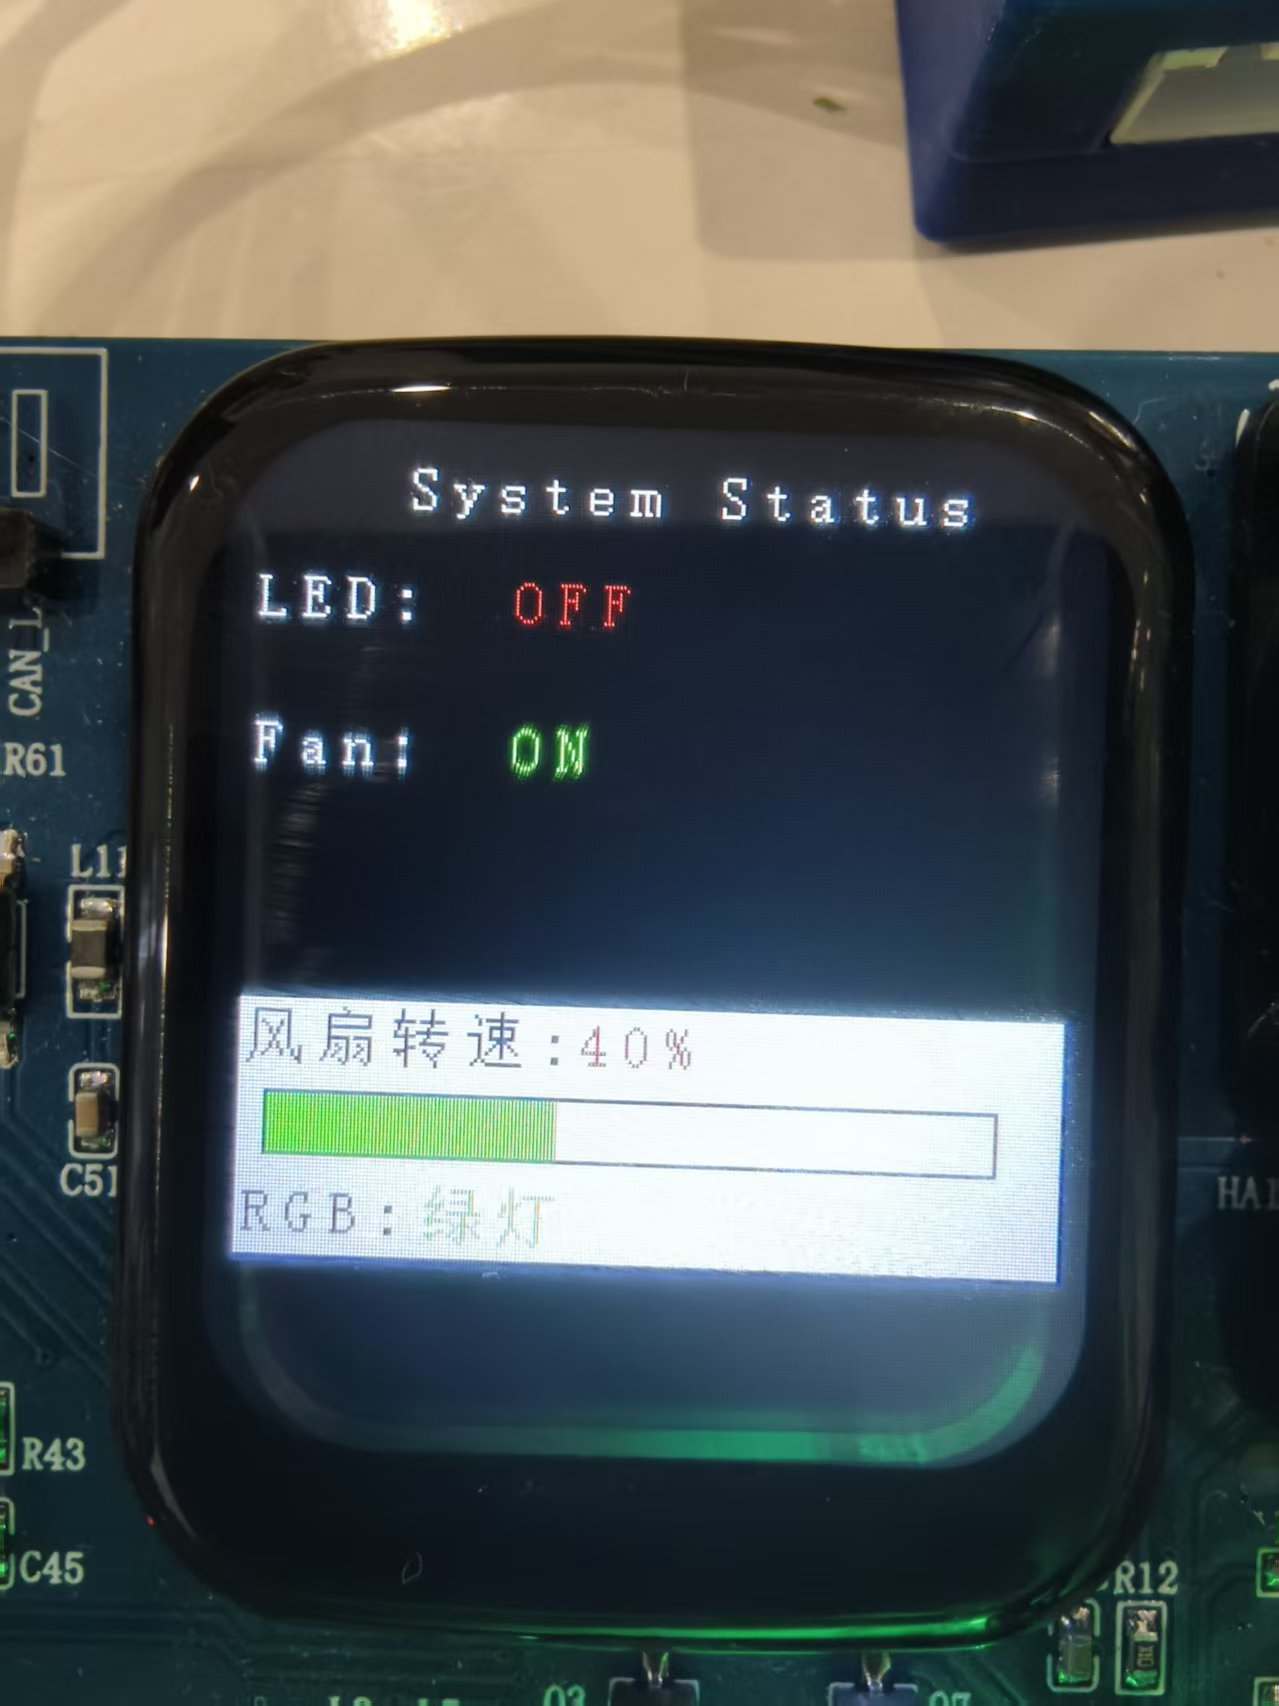 System Status
LED: OFF
CAN_L
Fan: ON
R61
L11
风扇转速:40%
C51
RGB:绿灯
R43
C45
R12